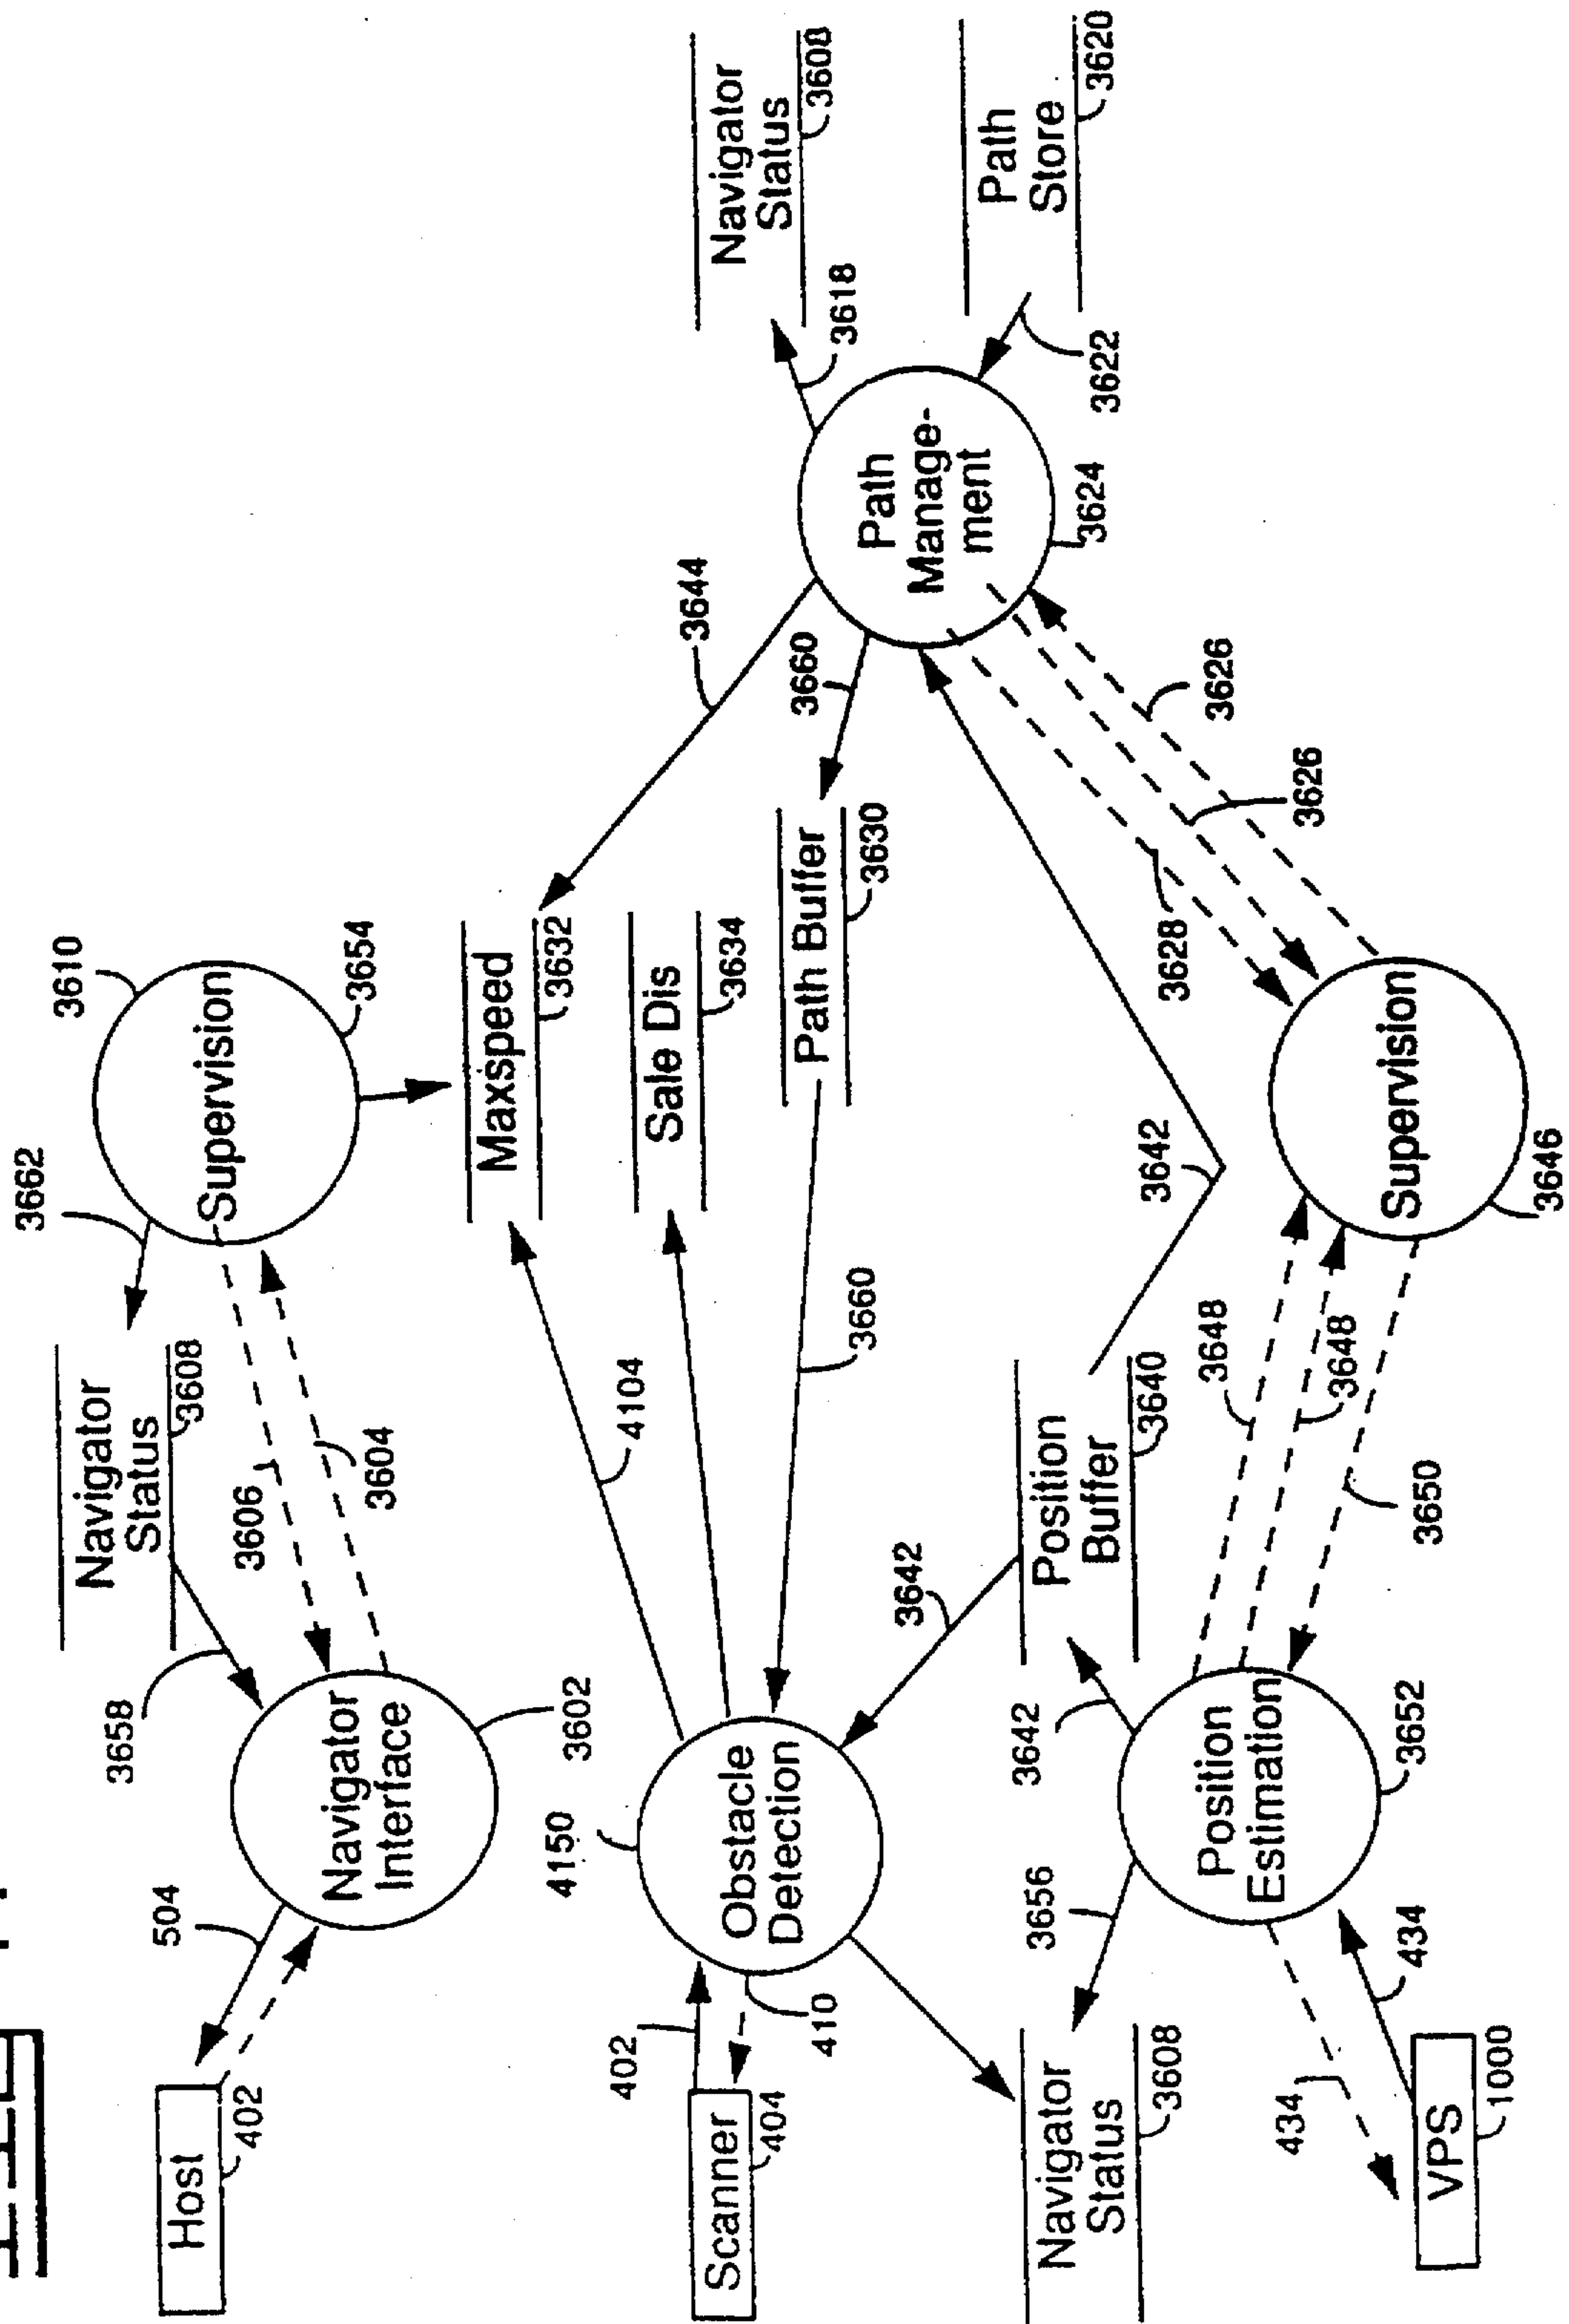 Host
402
504
Navigator
Interface
3602
3658
Navigator
Status
3608
3606
3604
3662
Supervision
3610
3654
Scanner
404
402
410
4150
Obstacle
Detection
4104
3660
3642
Maxspeed
3632
Sale Dis
3634
Path Buffer
3630
3644
3660
Navigator
Status
3608
3618
Path
Manage-
ment
3624
Path
Store
3620
3622
Navigator
Status
3608
3656
3642
Position
Buffer
3640
3642
VPS
1000
434
434
Position
Estimation
3652
3648
3648
3650
Supervision
3646
3628
3626
3626